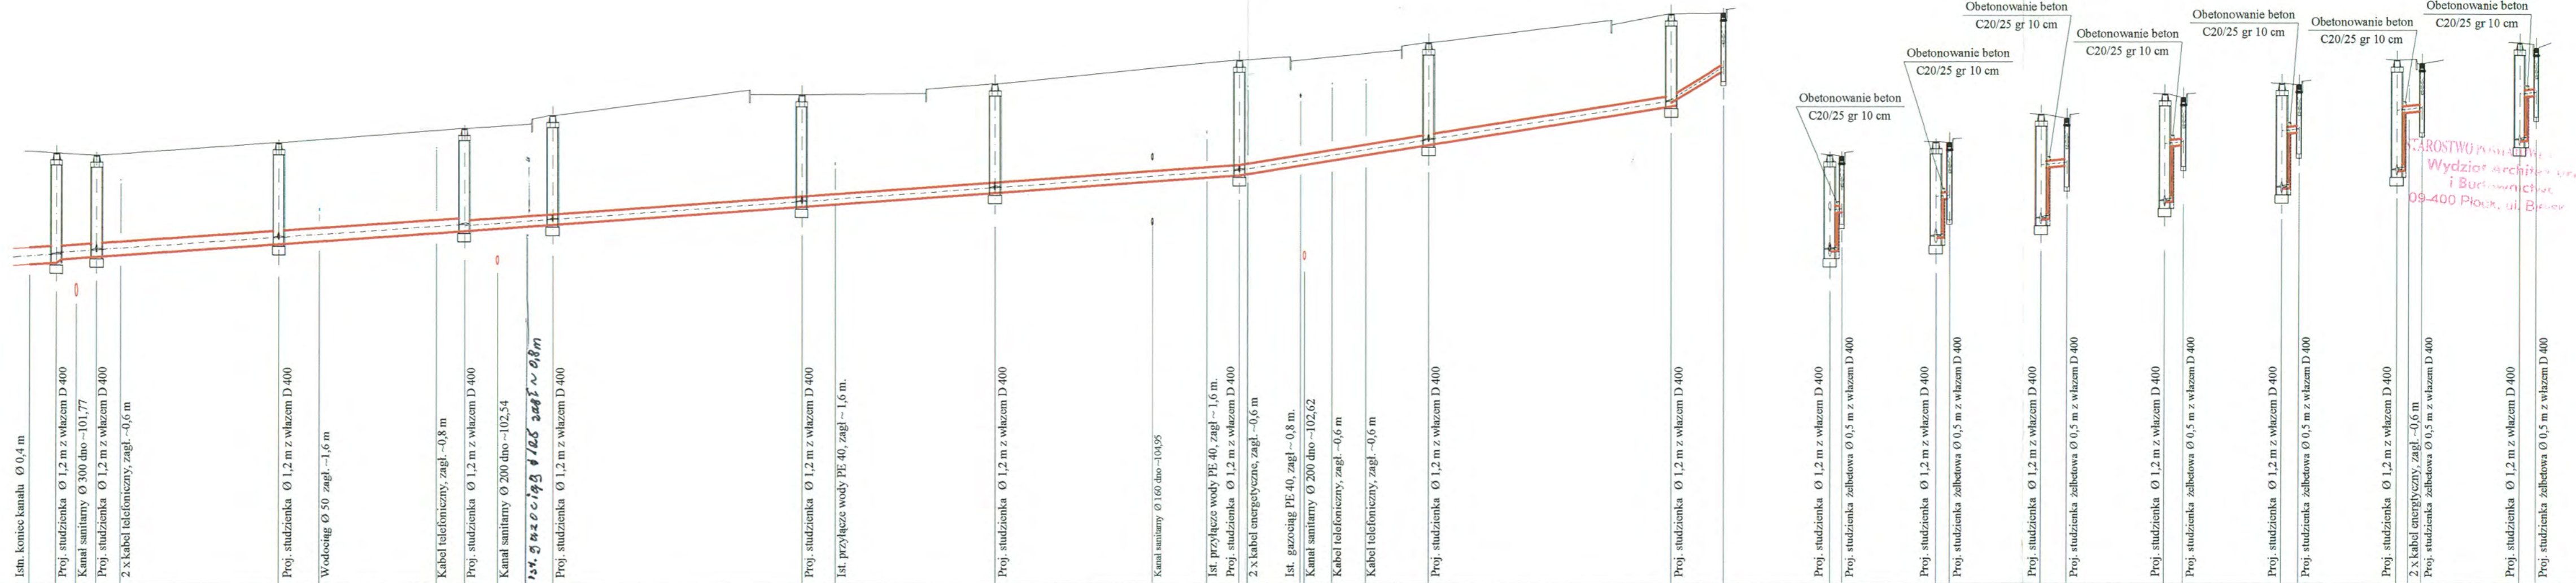 Istn. koniec kanału Ø 0,4 m
Proj. studzienka Ø 1,2 m z włazem D 400
Kanał sanitarny Ø 300 dno ~101,77
Proj. studzienka Ø 1,2 m z włazem D 400
2 x kabel telefoniczny, zagł. ~0,6 m
Proj. studzienka Ø 1,2 m z włazem D 400
Wodociąg Ø 50 zagł. ~1,6 m
Kabel telefoniczny, zagł. ~0,8 m
Proj. studzienka Ø 1,2 m z włazem D 400
Kanał sanitarny Ø 200 dno ~102,54
ist. gazociąg ø125 zagł ~ 0,8m
Proj. studzienka Ø 1,2 m z włazem D 400
Proj. studzienka Ø 1,2 m z włazem D 400
Ist. przyłącze wody PE 40, zagł ~ 1,6 m.
Proj. studzienka Ø 1,2 m z włazem D 400
Kanał sanitarny Ø 160 dno ~104,95
Ist. przyłącze wody PE 40, zagł ~ 1,6 m.
Proj. studzienka Ø 1,2 m z włazem D 400
2 x kabel energetyczne, zagł. ~0,6 m
Ist. gazociąg PE 40, zagł ~ 0,8 m.
Kanał sanitarny Ø 200 dno ~102,62
Kabel telefoniczny, zagł. ~0,6 m
Kabel telefoniczny, zagł. ~0,6 m
Proj. studzienka Ø 1,2 m z włazem D 400
Proj. studzienka Ø 1,2 m z włazem D 400
Obetonowanie beton
C20/25 gr 10 cm
Proj. studzienka Ø 1,2 m z włazem D 400
Proj. studzienka żelbetowa Ø 0,5 m z włazem D 400
Obetonowanie beton
C20/25 gr 10 cm
Proj. studzienka Ø 1,2 m z włazem D 400
Proj. studzienka żelbetowa Ø 0,5 m z włazem D 400
Obetonowanie beton
C20/25 gr 10 cm
Proj. studzienka Ø 1,2 m z włazem D 400
Proj. studzienka żelbetowa Ø 0,5 m z włazem D 400
Obetonowanie beton
C20/25 gr 10 cm
Proj. studzienka Ø 1,2 m z włazem D 400
Proj. studzienka żelbetowa Ø 0,5 m z włazem D 400
Obetonowanie beton
C20/25 gr 10 cm
Proj. studzienka Ø 1,2 m z włazem D 400
Proj. studzienka żelbetowa Ø 0,5 m z włazem D 400
Obetonowanie beton
C20/25 gr 10 cm
Proj. studzienka Ø 1,2 m z włazem D 400
2 x kabel energtyczny, zagł. ~0,6 m
Proj. studzienka żelbetowa Ø 0,5 m z włazem D 400
Obetonowanie beton
C20/25 gr 10 cm
Proj. studzienka Ø 1,2 m z włazem D 400
Proj. studzienka żelbetowa Ø 0,5 m z włazem D 400
STAROSTWO
Wydział
i
09-400 Płock, ul.